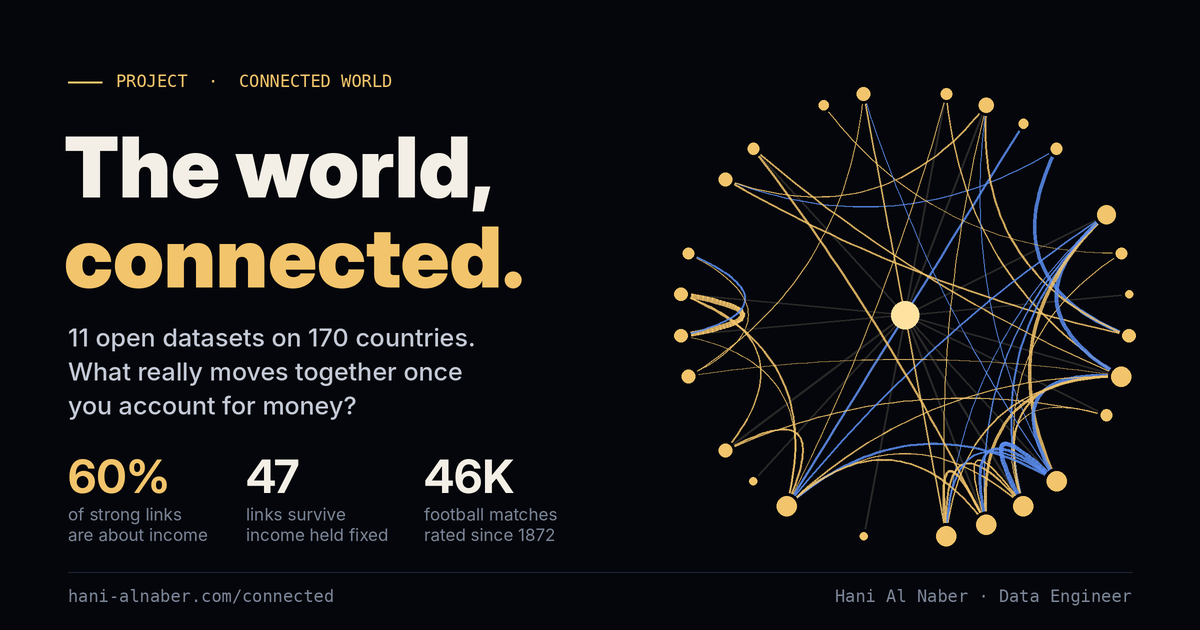 PROJECT · CONNECTED WORLD
The world,
connected.
11 open datasets on 170 countries.
What really moves together once
you account for money?
60%
of strong links
are about income
47
links survive
income held fixed
46K
football matches
rated since 1872
hani-alnaber.com/connected
Hani Al Naber · Data Engineer